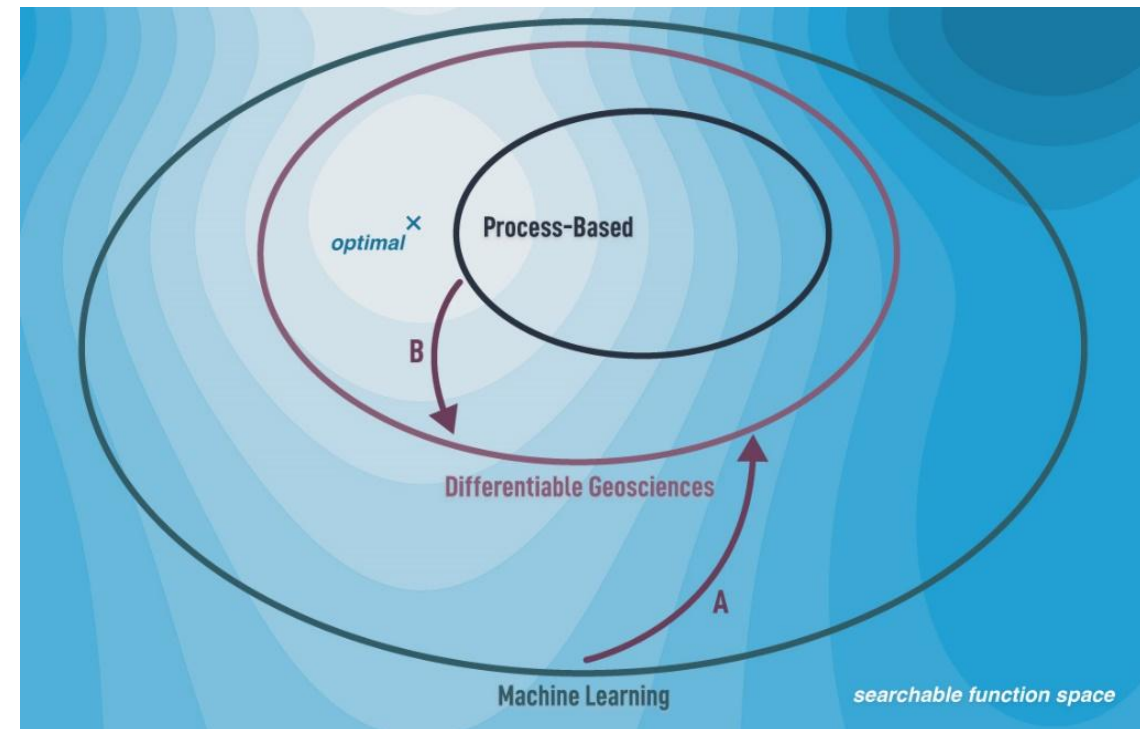 Process-Based
optimal
B
Differentiable Geosciences
A
Machine Learning
searchable function space